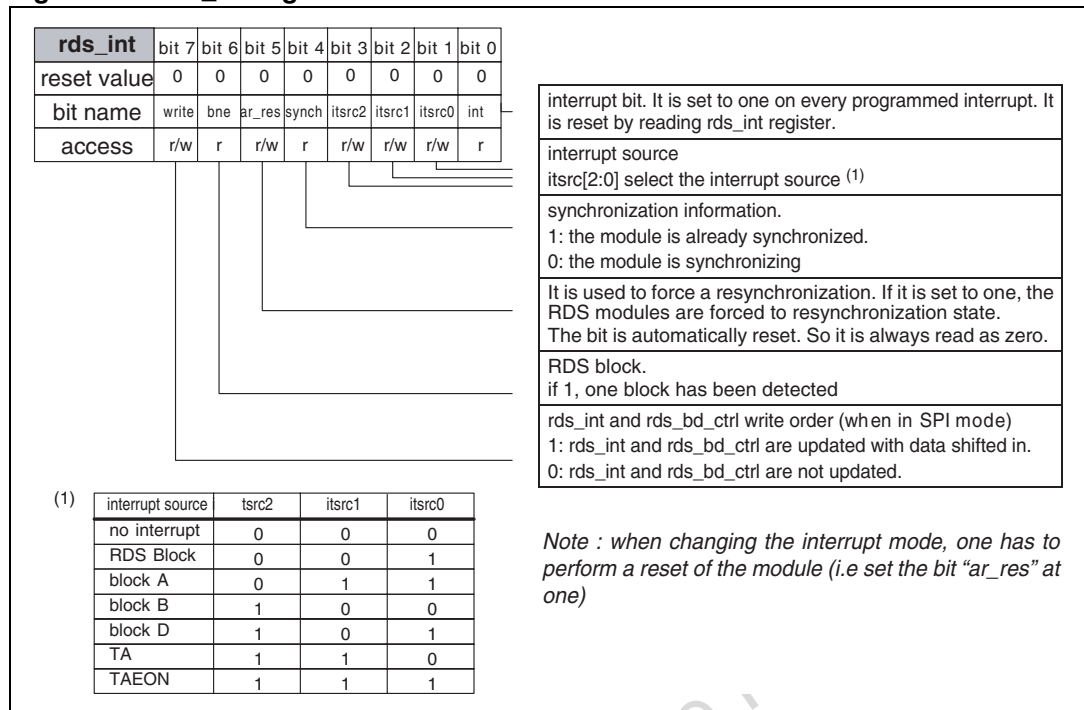 rds_int bit 7 bit 6 bit 5 bit 4 bit 3 bit 2 bit 1 bit 0
reset value 0 0 0 0 0 0 0 0
bit name write bne ar_res synch itsrc2 itsrc1 itsrc0 int
access r/w r r/w r r/w r/w r/w r
interrupt bit. It is set to one on every programmed interrupt. It
is reset by reading rds_int register.
interrupt source
itsrc[2:0] select the interrupt source (1)
synchronization information.
1: the module is already synchronized.
0: the module is synchronizing
It is used to force a resynchronization. If it is set to one, the
RDS modules are forced to resynchronization state.
The bit is automatically reset. So it is always read as zero.
RDS block.
if 1, one block has been detected
rds_int and rds_bd_ctrl write order (when in SPI mode)
1: rds_int and rds_bd_ctrl are updated with data shifted in.
0: rds_int and rds_bd_ctrl are not updated.
(1)
interrupt source tsrc2 itsrc1 itsrc0
no interrupt 0 0 0
RDS Block 0 0 1
block A 0 1 1
block B 1 0 0
block D 1 0 1
TA 1 1 0
TAEON 1 1 1
Note : when changing the interrupt mode, one has to
perform a reset of the module (i.e set the bit “ar_res” at
one)